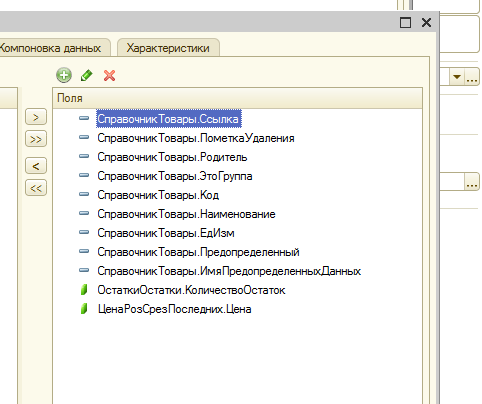 Компоновка данных
Характеристики
Поля
>
>>
<
<<
СправочникТовары.Ссылка
СправочникТовары.ПометкаУдаления
СправочникТовары.Родитель
СправочникТовары.ЭтоГруппа
СправочникТовары.Код
СправочникТовары.Наименование
СправочникТовары.ЕдИзм
СправочникТовары.Предопределенный
СправочникТовары.ИмяПредопределенныхДанных
ОстаткиОстатки.КоличествоОстаток
ЦенаРозСрезПоследних.Цена
...
...